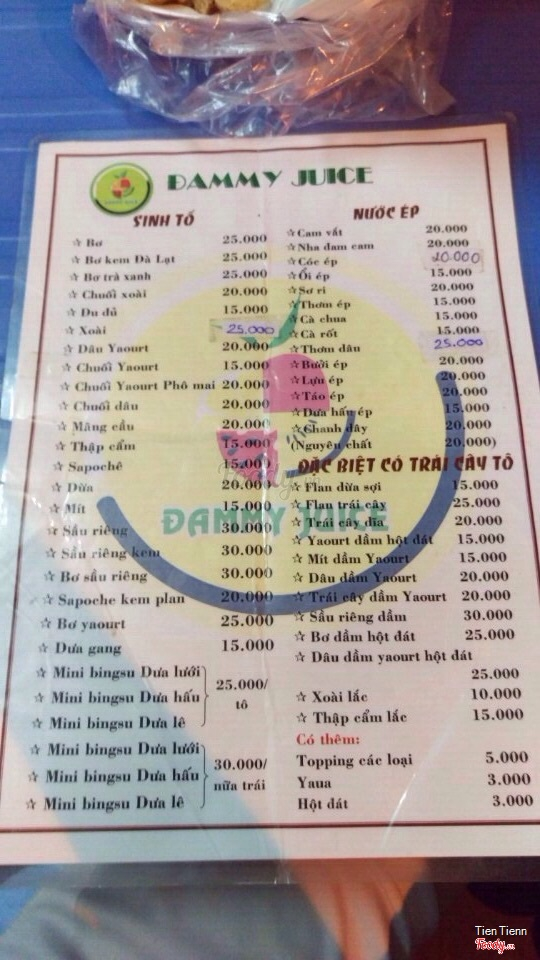 ĐAMMY JUICE
SINH TỐ
☆ Bơ 25.000
☆ Bơ kem Đà Lạt 25.000
☆ Bơ trà xanh 25.000
☆ Chuối xoài 20.000
☆ Đu đủ 15.000
☆ Xoài 25.000
☆ Dâu Yaourt 20.000
☆ Chuối Yaourt 15.000
☆ Chuối Yaourt Phô mai 20.000
☆ Chuối dâu 20.000
☆ Mãng cầu 20.000
☆ Thập cẩm 15.000
☆ Sapochê 15.000
☆ Dừa 20.000
☆ Mít 15.000
☆ Sầu riêng 30.000
☆ Sầu riêng kem 30.000
☆ Bơ sầu riêng 30.000
☆ Sapoche kem plan 20.000
☆ Bơ yaourt 25.000
☆ Dưa gang 15.000
☆ Mini bingsu Dưa lưới
☆ Mini bingsu Dưa hấu 25.000/ tô
☆ Mini bingsu Dưa lê
☆ Mini bingsu Dưa lưới
☆ Mini bingsu Dưa hấu 30.000/ nữa trái
☆ Mini bingsu Dưa lê
NƯỚC ÉP
☆ Cam vắt 20.000
☆ Nha đam cam 20.000
☆ Cóc ép 20.000
☆ Ổi ép 15.000
☆ Sơ ri 20.000
☆ Thơm ép 15.000
☆ Cà chua 15.000
☆ Cà rốt 15.000
☆ Thơm dâu 25.000
☆ Bưởi ép 20.000
☆ Lựu ép 20.000
☆ Táo ép 20.000
☆ Dưa hấu ép 15.000
☆ Chanh dây 20.000
(Nguyên chất 20.000)
ĐẶC BIỆT CÓ TRÁI CÂY TÔ
☆ Flan dừa sợi 15.000
☆ Flan trái cây 25.000
☆ Trái cây dĩa 20.000
☆ Yaourt dầm hột đát 15.000
☆ Mít dầm Yaourt 15.000
☆ Dâu dầm Yaourt 20.000
☆ Trái cây dầm Yaourt 20.000
☆ Sầu riêng dầm 30.000
☆ Bơ dầm hột đát 25.000
☆ Dâu dầm yaourt hột đát
25.000
☆ Xoài lắc 10.000
☆ Thập cẩm lắc 15.000
Có thêm:
Topping các loại 5.000
Yaua 3.000
Hột đát 3.000
ĐAMMY JUICE
Tien Tienn
Foody.vn